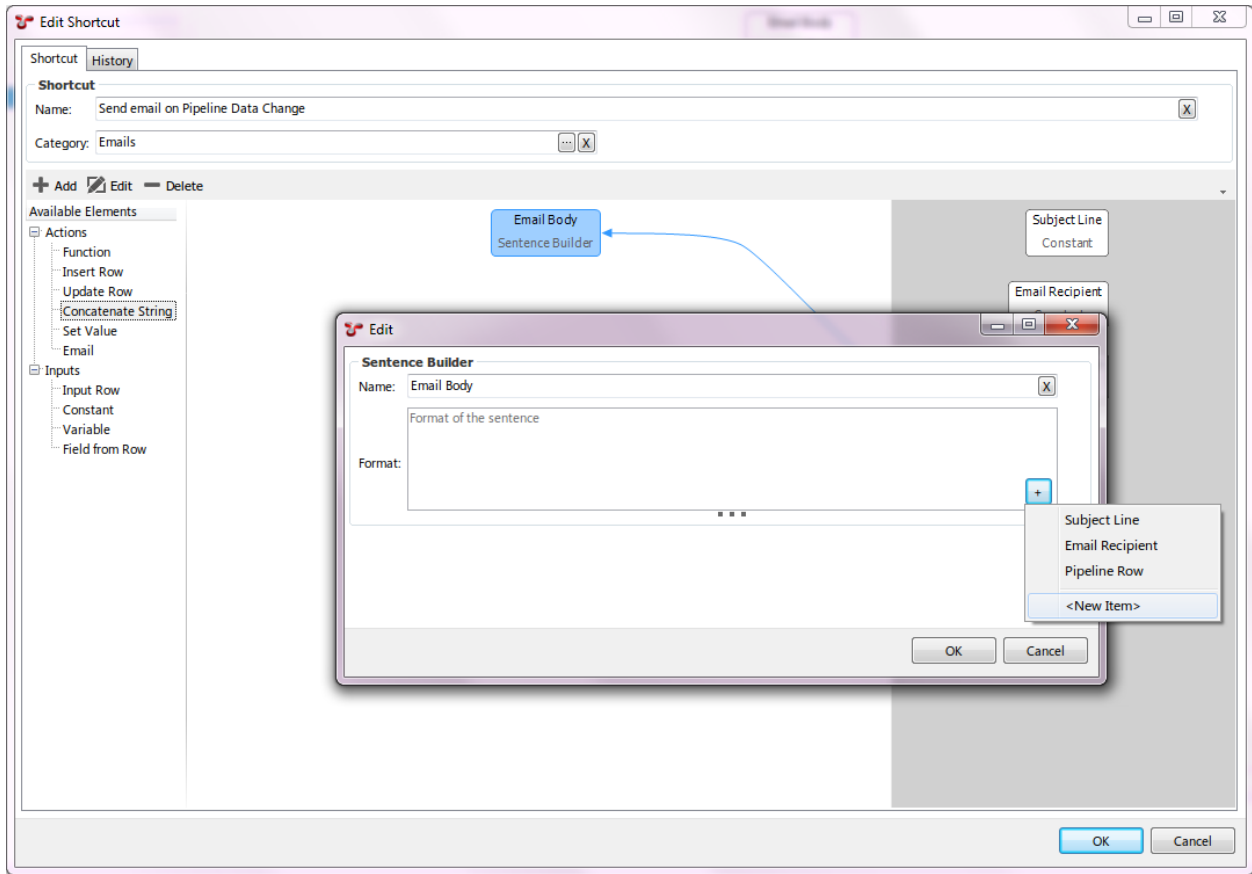 Edit Shortcut
Shortcut
History
Shortcut
Name: Send email on Pipeline Data Change X
Category: Emails ... X
Add Edit Delete
Available Elements
Actions
Function
Insert Row
Update Row
Concatenate String
Set Value
Email
Inputs
Input Row
Constant
Variable
Field from Row
Email Body
Sentence Builder
Subject Line
Constant
Email Recipient
Edit
Sentence Builder
Name: Email Body X
Format: Format of the sentence
+
Subject Line
Email Recipient
Pipeline Row
<New Item>
OK Cancel
OK Cancel